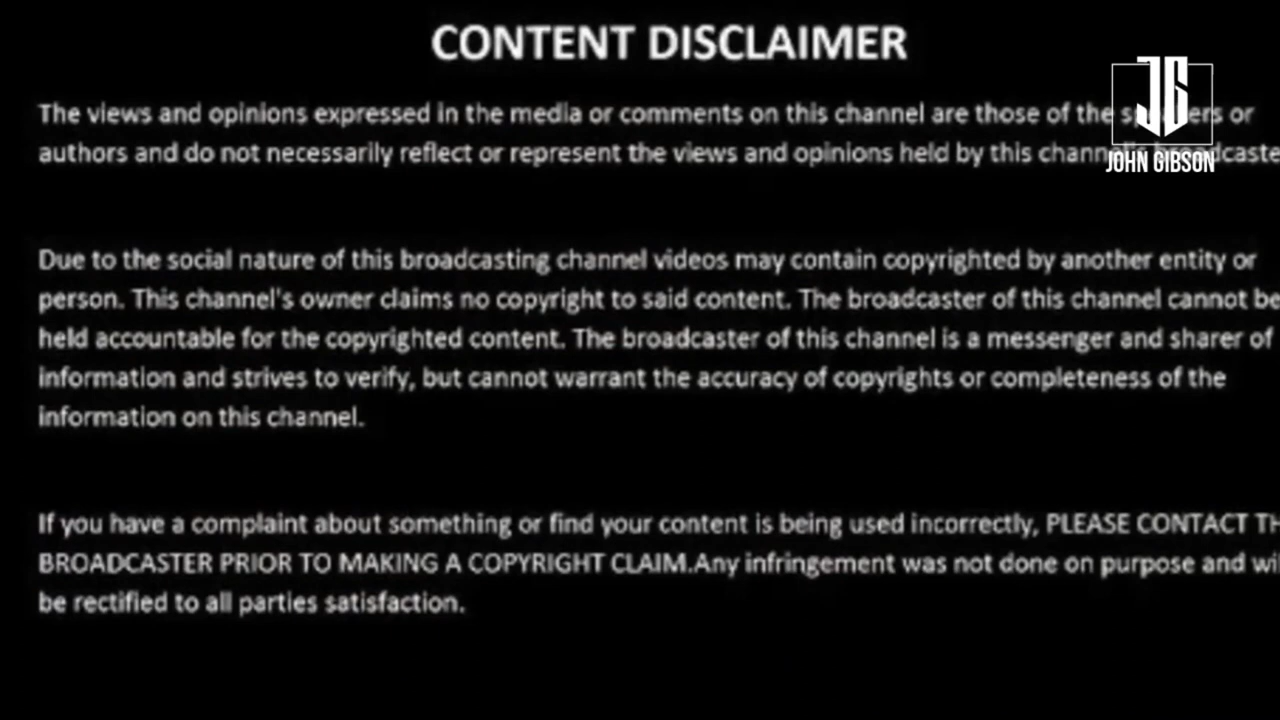 CONTENT DISCLAIMER
JG
The views and opinions expressed in the media or comments on this channel are those of the or
authors and do not necessarily reflect or represent the views and opinions held by this
JOHN GIBSON
Due to the social nature of this broadcasting channel videos may contain copyrighted by another entity or
person. This channel's owner claims no copyright to said content. The broadcaster of this channel cannot be
held accountable for the copyrighted content. The broadcaster of this channel is a messenger and sharer of
information and strives to verify, but cannot warrant the accuracy of copyrights or completeness of the
information on this channel.
If you have a complaint about something or find your content is being used incorrectly, PLEASE CONTACT
BROADCASTER PRIOR TO MAKING A COPYRIGHT CLAIM.Any infringement was not done on purpose and
be rectified to all parties satisfaction.